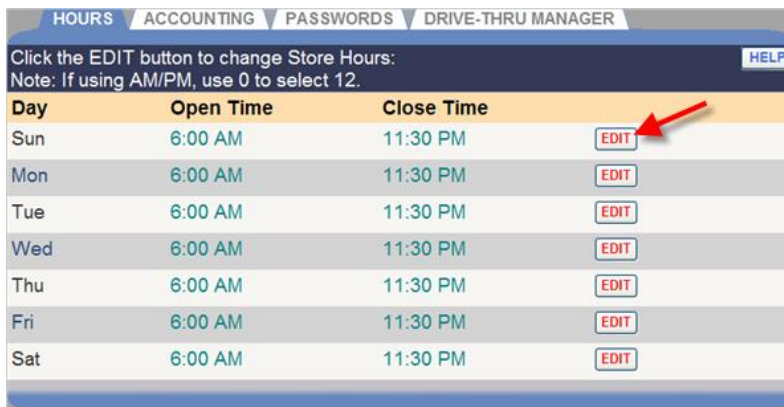 HOURS ACCOUNTING PASSWORDS DRIVE-THRU MANAGER
Click the EDIT button to change Store Hours: HELP
Note: If using AM/PM, use 0 to select 12.
Day Open Time Close Time
Sun 6:00 AM 11:30 PM EDIT
Mon 6:00 AM 11:30 PM EDIT
Tue 6:00 AM 11:30 PM EDIT
Wed 6:00 AM 11:30 PM EDIT
Thu 6:00 AM 11:30 PM EDIT
Fri 6:00 AM 11:30 PM EDIT
Sat 6:00 AM 11:30 PM EDIT